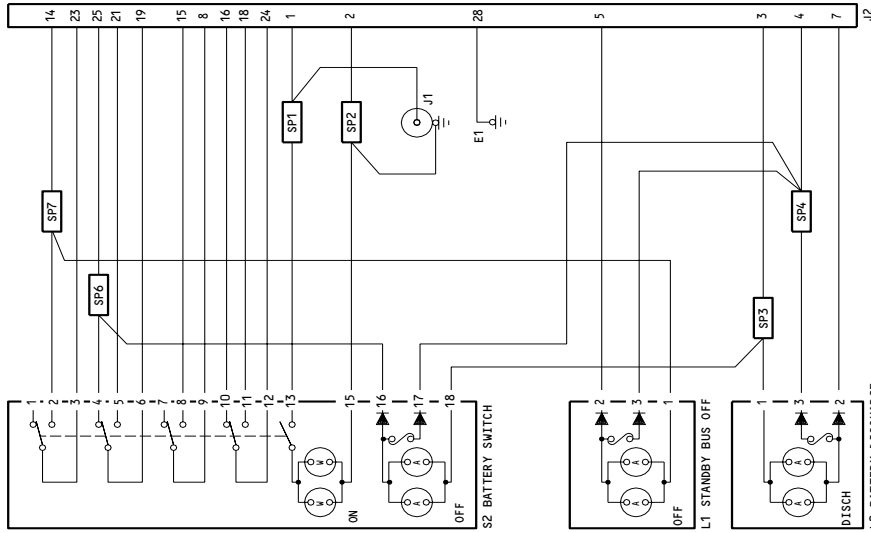 14 23 25 21 19 15 8 16 18 24 1 2 28 5 3 4 7
J2
SP1
SP2
J1
E1
SP7
SP4
SP6
SP3
1 2 3 4 5 6 7 8 9 10 11 12 13 15 16 17 18
W W
ON
A A
OFF
S2 BATTERY SWITCH
2 3 1
A A
OFF
L1 STANDBY BUS OFF
1 3 2
A A
DISCH